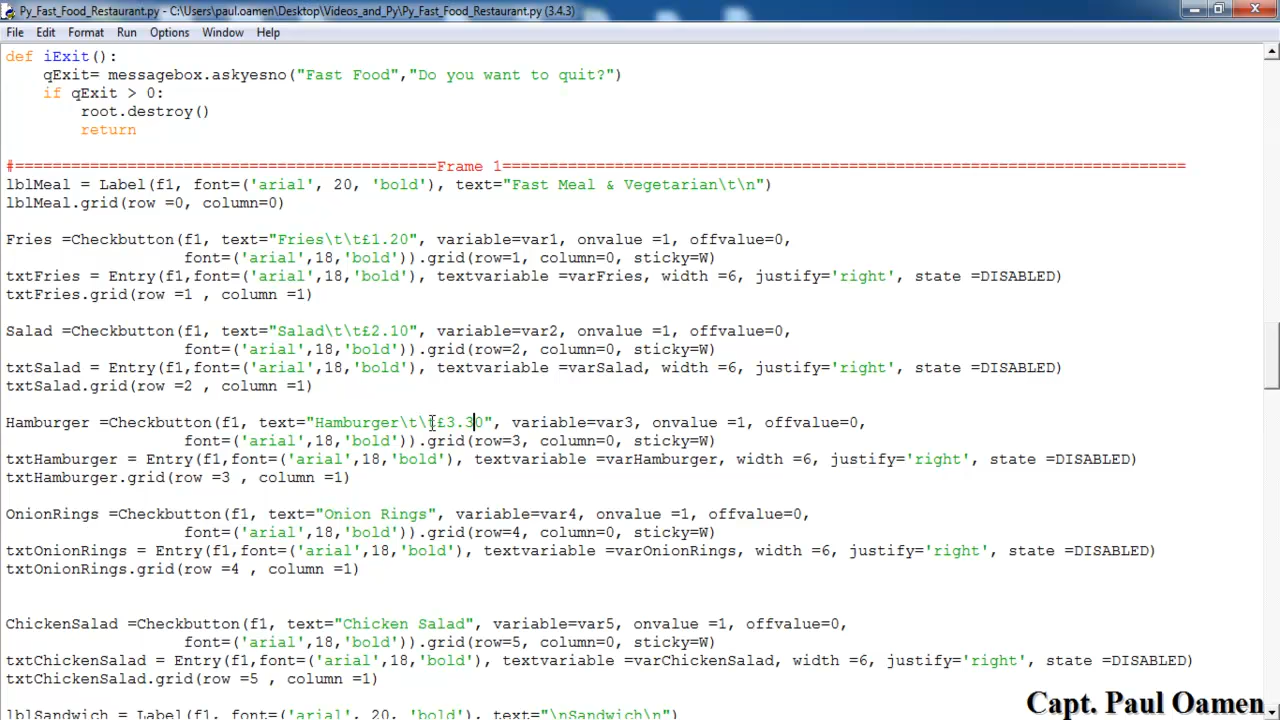 Py_Fast_Food_Restaurant.py - C:\Users\paul.oamen\Desktop\Videos_and_Py\Py_Fast_Food_Restaurant.py (3.4.3)
File Edit Format Run Options Window Help
def iExit():
    qExit= messagebox.askyesno("Fast Food","Do you want to quit?")
    if qExit > 0:
        root.destroy()
        return
#=============================================Frame 1=========================================================================
lblMeal = Label(f1, font=('arial', 20, 'bold'), text="Fast Meal & Vegetarian\t\n")
lblMeal.grid(row =0, column=0)
Fries =Checkbutton(f1, text="Fries\t\t£1.20", variable=var1, onvalue =1, offvalue=0,
                   font=('arial',18,'bold')).grid(row=1, column=0, sticky=W)
txtFries = Entry(f1,font=('arial',18,'bold'), textvariable =varFries, width =6, justify='right', state =DISABLED)
txtFries.grid(row =1 , column =1)
Salad =Checkbutton(f1, text="Salad\t\t£2.10", variable=var2, onvalue =1, offvalue=0,
                   font=('arial',18,'bold')).grid(row=2, column=0, sticky=W)
txtSalad = Entry(f1,font=('arial',18,'bold'), textvariable =varSalad, width =6, justify='right', state =DISABLED)
txtSalad.grid(row =2 , column =1)
Hamburger =Checkbutton(f1, text="Hamburger\t\t£3.30", variable=var3, onvalue =1, offvalue=0,
                   font=('arial',18,'bold')).grid(row=3, column=0, sticky=W)
txtHamburger = Entry(f1,font=('arial',18,'bold'), textvariable =varHamburger, width =6, justify='right', state =DISABLED)
txtHamburger.grid(row =3 , column =1)
OnionRings =Checkbutton(f1, text="Onion Rings", variable=var4, onvalue =1, offvalue=0,
                   font=('arial',18,'bold')).grid(row=4, column=0, sticky=W)
txtOnionRings = Entry(f1,font=('arial',18,'bold'), textvariable =varOnionRings, width =6, justify='right', state =DISABLED)
txtOnionRings.grid(row =4 , column =1)
ChickenSalad =Checkbutton(f1, text="Chicken Salad", variable=var5, onvalue =1, offvalue=0,
                   font=('arial',18,'bold')).grid(row=5, column=0, sticky=W)
txtChickenSalad = Entry(f1,font=('arial',18,'bold'), textvariable =varChickenSalad, width =6, justify='right', state =DISABLED)
txtChickenSalad.grid(row =5 , column =1)
lblSandwich = Label(f1, font=('arial', 20, 'bold'), text="\nSandwich\n")
Capt. Paul Oamen